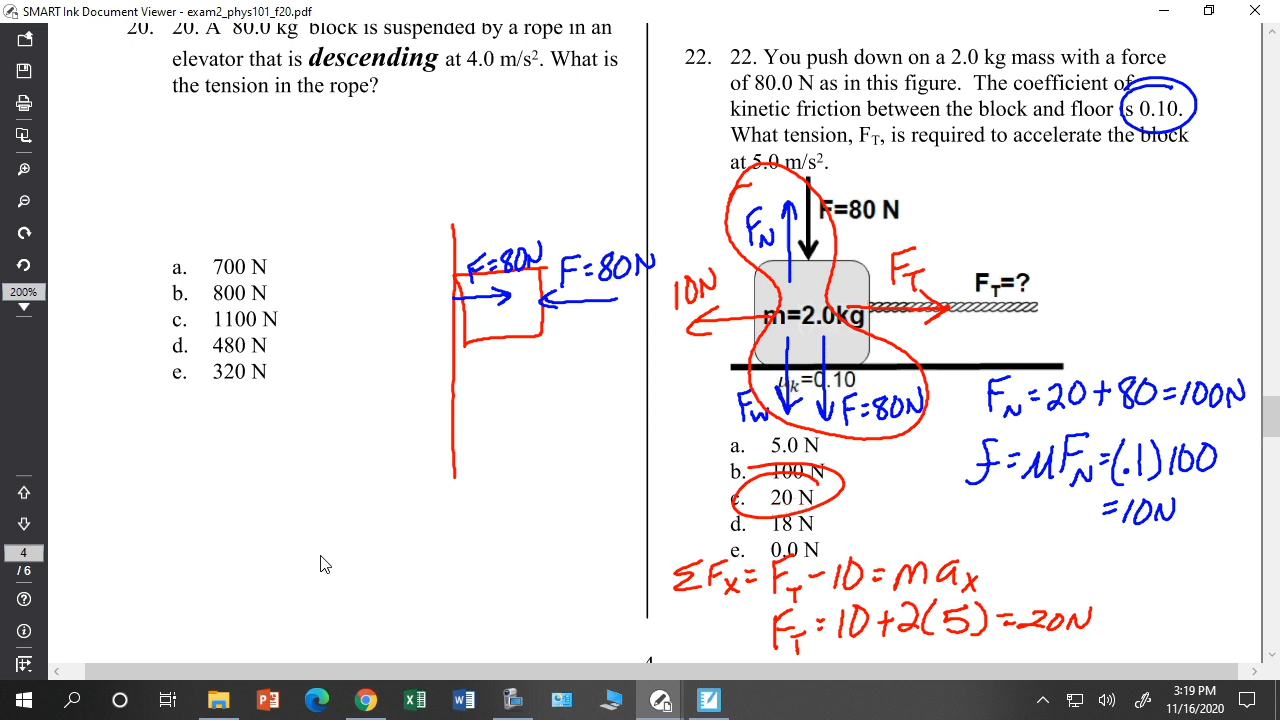 SMART Ink Document Viewer - exam2_phys101_f20.pdf
20. 20. A 80.0 kg block is suspended by a rope in an
elevator that is descending at 4.0 m/s². What is
the tension in the rope?
a. 700 N
b. 800 N
c. 1100 N
d. 480 N
e. 320 N
F=80N
F=80N
22. 22. You push down on a 2.0 kg mass with a force
of 80.0 N as in this figure. The coefficient of
kinetic friction between the block and floor is 0.10.
What tension, F_T, is required to accelerate the block
at 5.0 m/s².
F=80 N
F_N
10N
F_T
F_T=?
m=2.0kg
μ_k=0.10
F_W
F=80N
F_N=20+80=100N
f=μF_N=(.1)100
=10N
a. 5.0 N
b. 100 N
c. 20 N
d. 18 N
e. 0.0 N
ΣF_x=F_T-10=ma_x
F_T=10+2(5)=20N
4
200%
4
/ 6
3:19 PM
11/16/2020